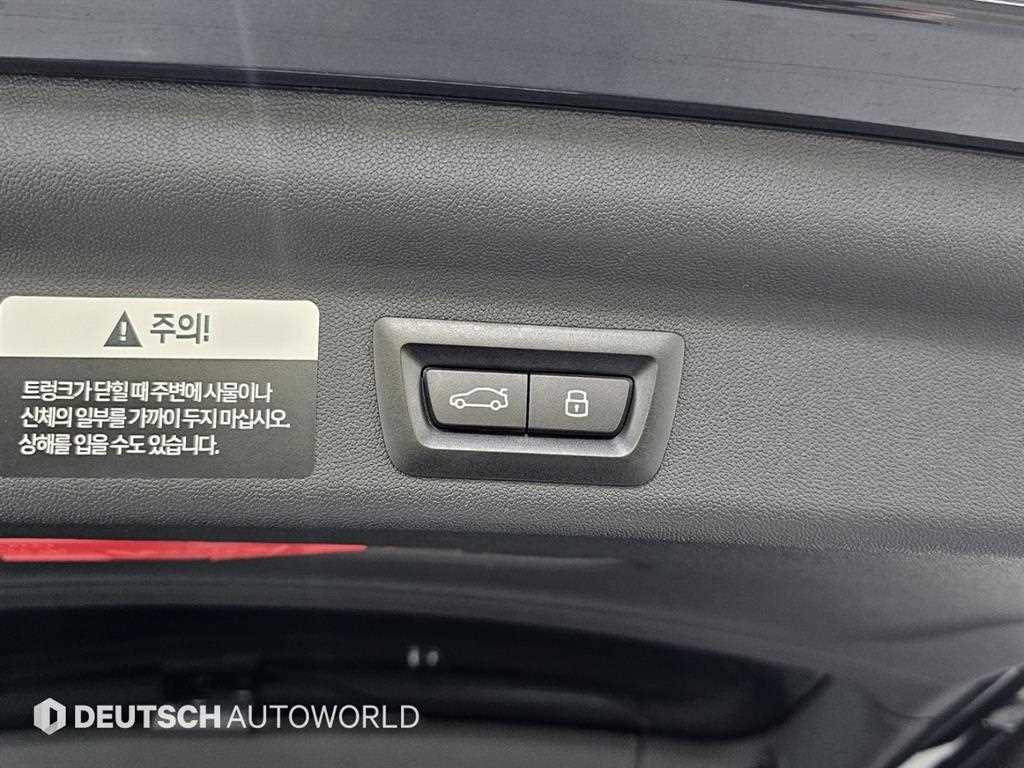 주의!
트렁크가 닫힐 때 주변에 사물이나
신체의 일부를 가까이 두지 마십시오.
상해를 입을 수도 있습니다.
DEUTSCH AUTOWORLD